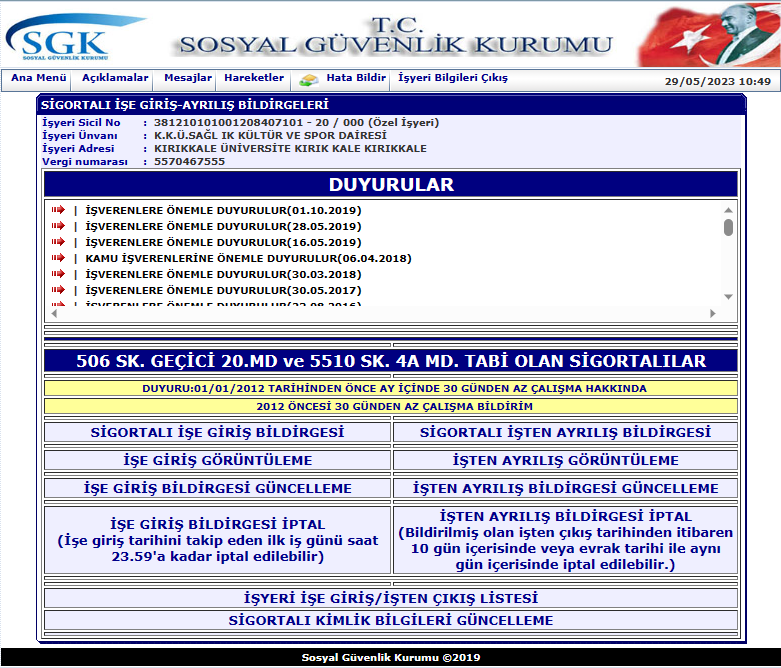 SGK
SOSYAL GÜVENLİK KURUMU
T.C.
SOSYAL GÜVENLİK KURUMU
Ana Menü Açıklamalar Mesajlar Hareketler Hata Bildir İşyeri Bilgileri Çıkış
29/05/2023 10:49
SİGORTALI İŞE GİRİŞ-AYRILIŞ BİLDİRGELERİ
İşyeri Sicil No : 381210101001208407101 - 20 / 000 (Özel İşyeri)
İşyeri Ünvanı : K.K.Ü.SAĞL IK KÜLTÜR VE SPOR DAİRESİ
İşyeri Adresi : KIRIKKALE ÜNİVERSİTE KIRIK KALE KIRIKKALE
Vergi numarası : 5570467555
DUYURULAR
| İŞVERENLERE ÖNEMLE DUYURULUR(01.10.2019)
| İŞVERENLERE ÖNEMLE DUYURULUR(28.05.2019)
| İŞVERENLERE ÖNEMLE DUYURULUR(16.05.2019)
| KAMU İŞVERENLERİNE ÖNEMLE DUYURULUR(06.04.2018)
| İŞVERENLERE ÖNEMLE DUYURULUR(30.03.2018)
| İŞVERENLERE ÖNEMLE DUYURULUR(30.05.2017)
| İŞVERENLERE ÖNEMLE
506 SK. GEÇİCİ 20.MD ve 5510 SK. 4A MD. TABİ OLAN SİGORTALILAR
DUYURU:01/01/2012 TARİHİNDEN ÖNCE AY İÇİNDE 30 GÜNDEN AZ ÇALIŞMA HAKKINDA
2012 ÖNCESİ 30 GÜNDEN AZ ÇALIŞMA BİLDİRİM
SİGORTALI İŞE GİRİŞ BİLDİRGESİ
SİGORTALI İŞTEN AYRILIŞ BİLDİRGESİ
İŞE GİRİŞ GÖRÜNTÜLEME
İŞTEN AYRILIŞ GÖRÜNTÜLEME
İŞE GİRİŞ BİLDİRGESİ GÜNCELLEME
İŞTEN AYRILIŞ BİLDİRGESİ GÜNCELLEME
İŞE GİRİŞ BİLDİRGESİ İPTAL
(İşe giriş tarihini takip eden ilk iş günü saat
23.59'a kadar iptal edilebilir)
İŞTEN AYRILIŞ BİLDİRGESİ İPTAL
(Bildirilmiş olan işten çıkış tarihinden itibaren
10 gün içerisinde veya evrak tarihi ile aynı
gün içerisinde iptal edilebilir.)
İŞYERİ İŞE GİRİŞ/İŞTEN ÇIKIŞ LİSTESİ
SİGORTALI KİMLİK BİLGİLERİ GÜNCELLEME
Sosyal Güvenlik Kurumu ©2019